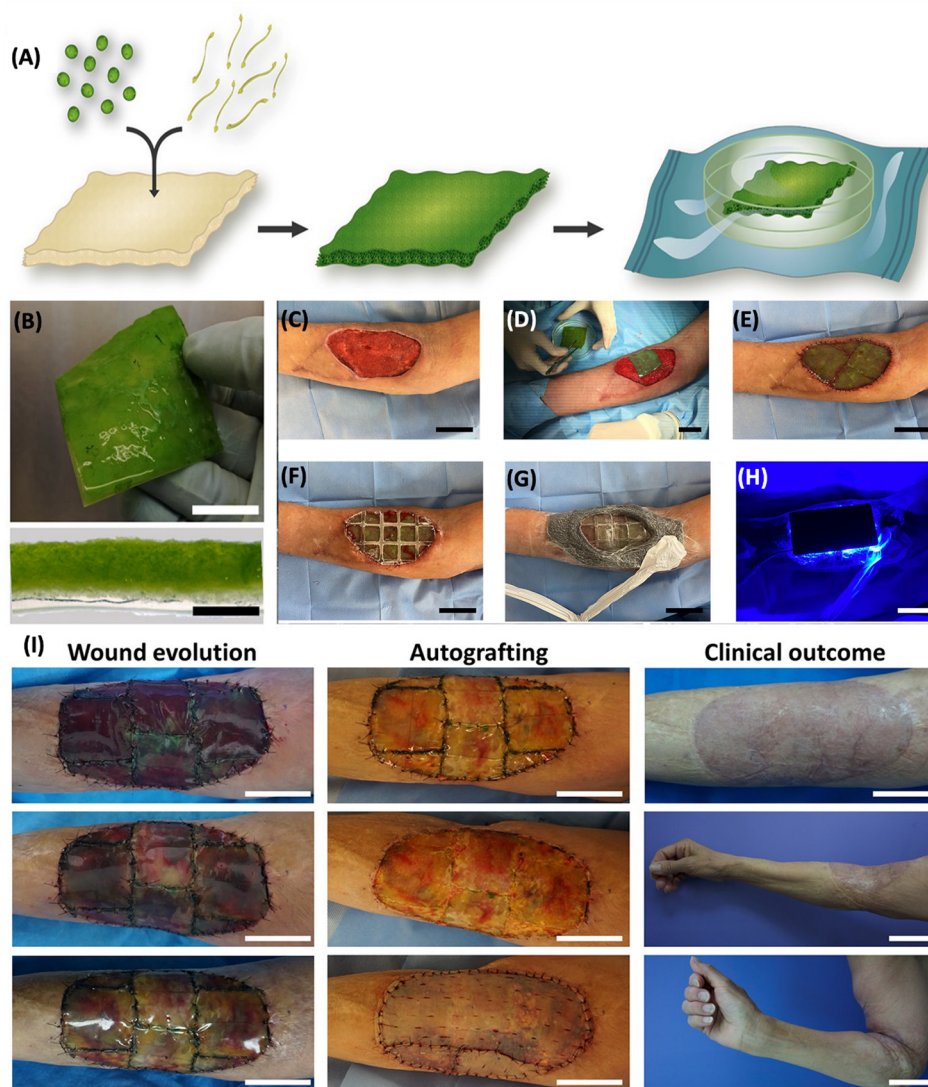 (A)
(B)
(C)
(D)
(E)
(F)
(G)
(H)
(I)
Wound evolution
Autografting
Clinical outcome